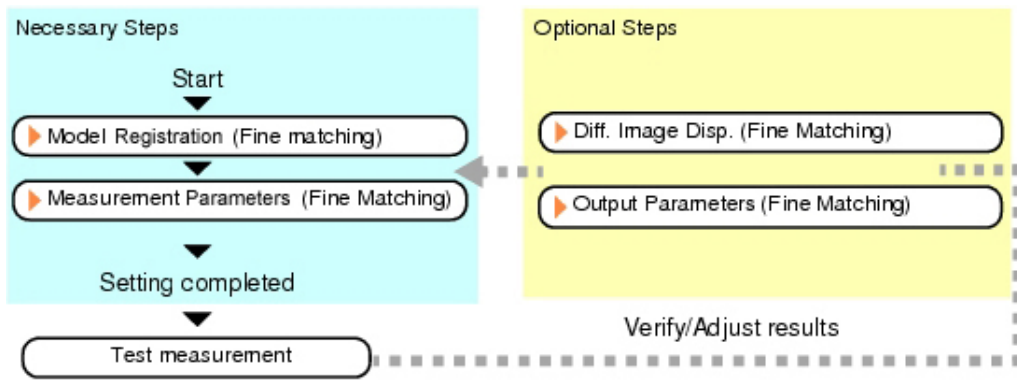 Necessary Steps
Start
Model Registration (Fine matching)
Measurement Parameters (Fine Matching)
Setting completed
Test measurement
Optional Steps
Diff. Image Disp. (Fine Matching)
Output Parameters (Fine Matching)
Verify/Adjust results